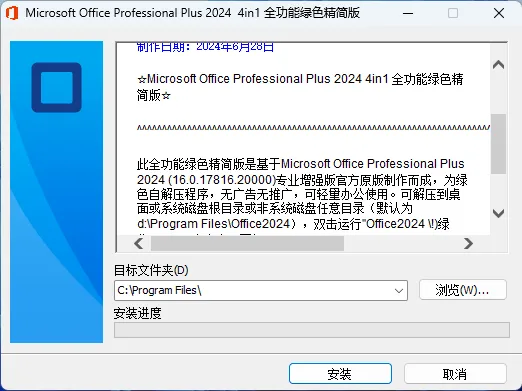 Microsoft Office Professional Plus 2024 4in1 全功能绿色精简版
制作日期：2024年6月28日
☆Microsoft Office Professional Plus 2024 4in1 全功能绿色精
简版☆
^^^^^^^^^^^^^^^^^^^^^^^^^^^^^^^^^^^^^^^^^^^^^^^^^^^^^^^^^^^^^^^^^^^^^^
此全功能绿色精简版是基于Microsoft Office Professional Plus
2024 (16.0.17816.20000)专业增强版官方原版制作而成，为绿
色自解压程序，无广告无推广，可轻量办公使用。可解压到桌
面或系统磁盘根目录或非系统磁盘任意目录（默认为
d:\Program Files\Office2024），双击运行"Office2024 \!)绿
目标文件夹(D)
C:\Program Files\
浏览(W)...
安装进度
安装
取消